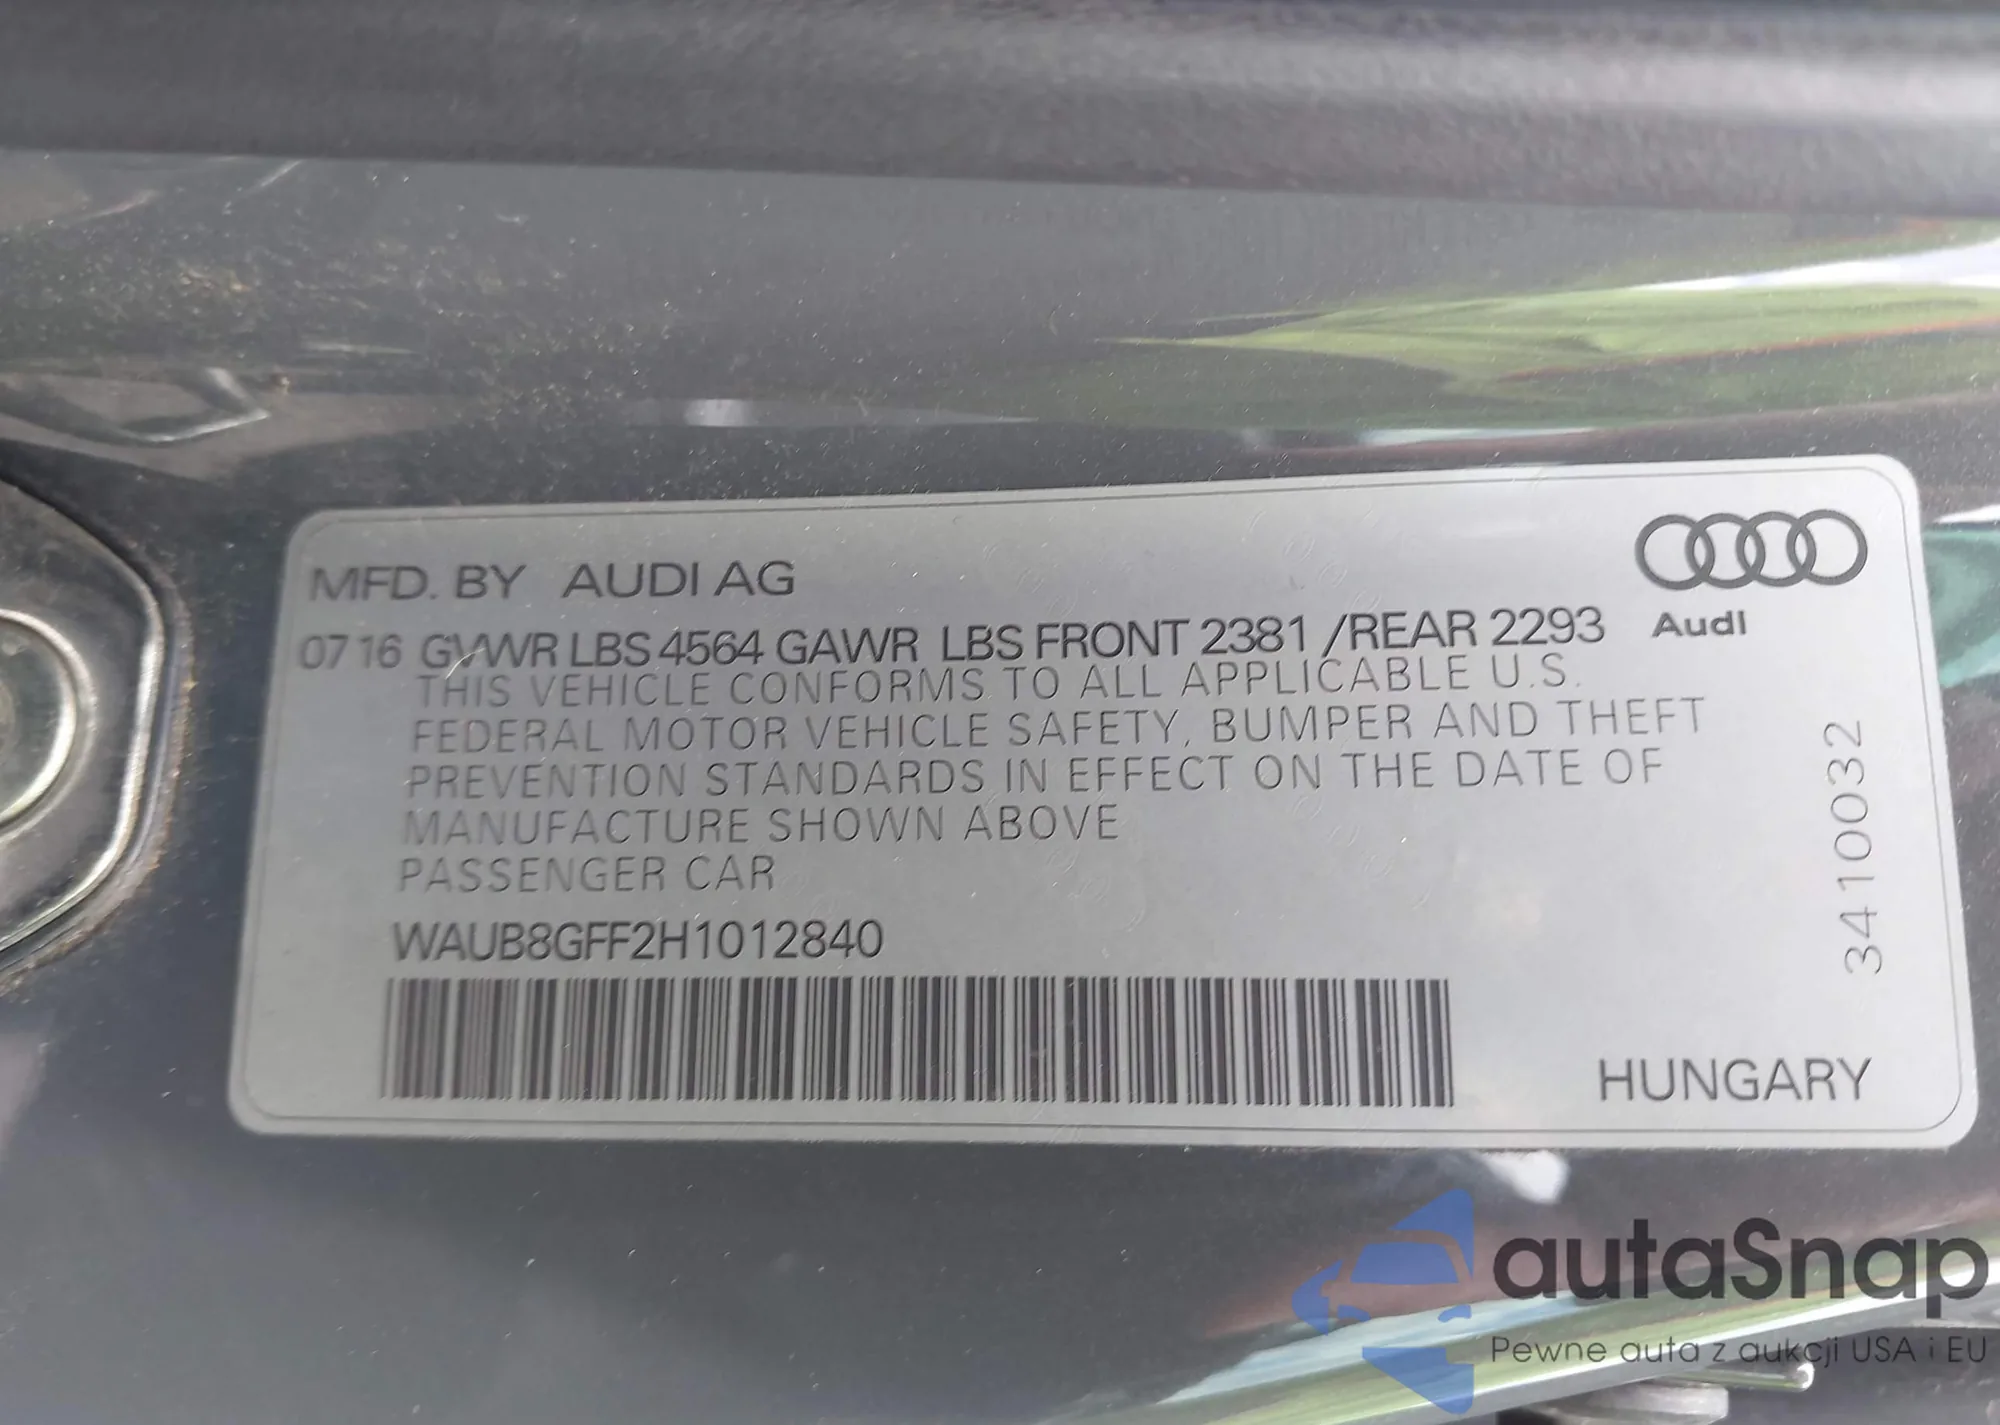 MFD. BY AUDI AG
07 16 GVWR LBS 4564 GAWR LBS FRONT 2381 /REAR 2293
Audi
THIS VEHICLE CONFORMS TO ALL APPLICABLE U.S.
FEDERAL MOTOR VEHICLE SAFETY, BUMPER AND THEFT
PREVENTION STANDARDS IN EFFECT ON THE DATE OF
MANUFACTURE SHOWN ABOVE
PASSENGER CAR
WAUB8GFF2H1012840
3410032
HUNGARY
autaSnap
Pewne auta z aukcji USA i EU